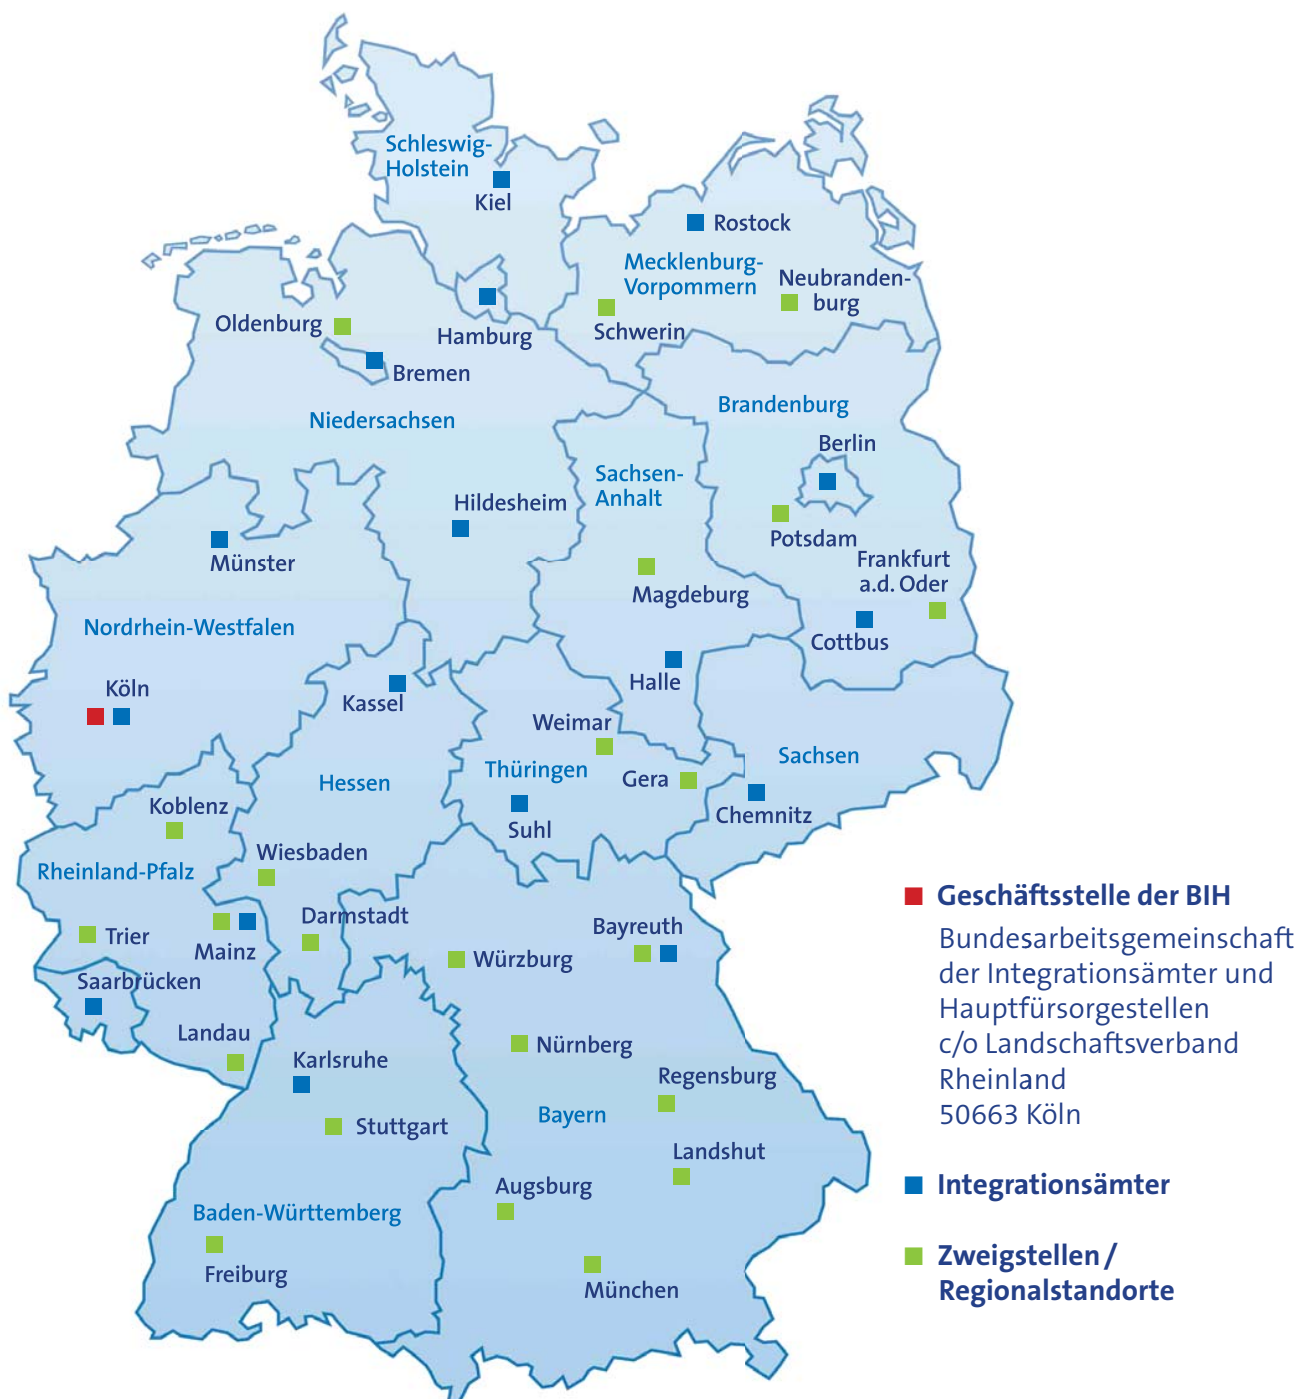 Schleswig-
Holstein
Kiel
Rostock
Mecklenburg-
Vorpommern
Neubranden-
burg
Schwerin
Oldenburg
Hamburg
Bremen
Niedersachsen
Brandenburg
Berlin
Sachsen-
Anhalt
Hildesheim
Potsdam
Münster
Frankfurt
a.d. Oder
Magdeburg
Nordrhein-Westfalen
Cottbus
Halle
Köln
Kassel
Weimar
Sachsen
Thüringen
Gera
Hessen
Koblenz
Chemnitz
Suhl
Wiesbaden
Rheinland-Pfalz
Darmstadt
Bayreuth
Trier
Mainz
Würzburg
Saarbrücken
Landau
Nürnberg
Karlsruhe
Regensburg
Bayern
Stuttgart
Landshut
Augsburg
Baden-Württemberg
Freiburg
München
Geschäftsstelle der BIH
Bundesarbeitsgemeinschaft
der Integrationsämter und
Hauptfürsorgestellen
c/o Landschaftsverband
Rheinland
50663 Köln
Integrationsämter
Zweigstellen /
Regionalstandorte